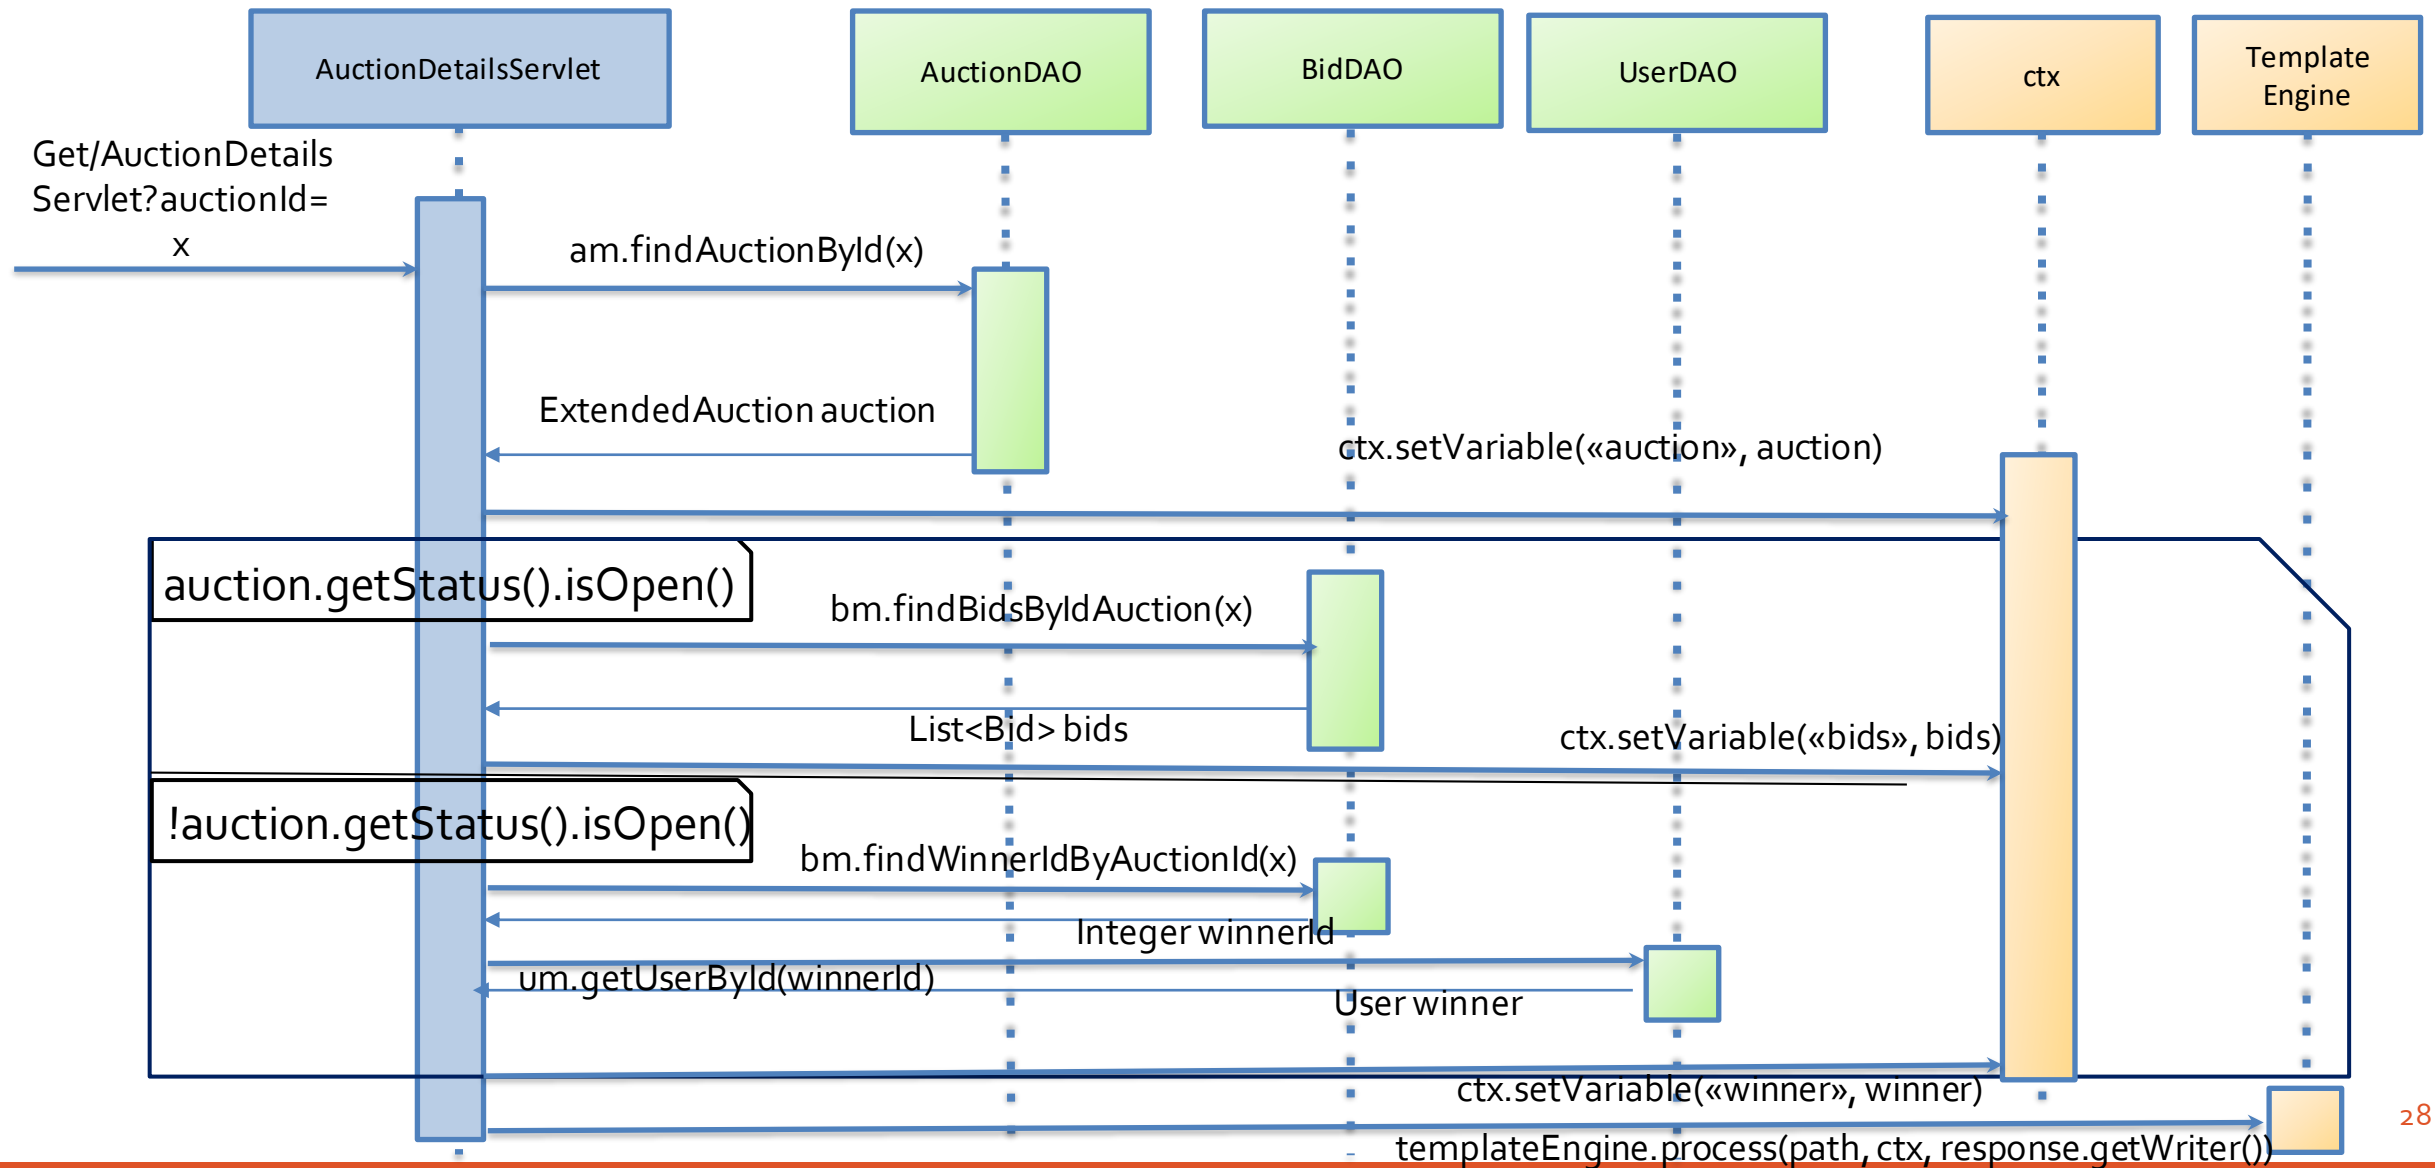 AuctionDetailsServlet
AuctionDAO
BidDAO
UserDAO
ctx
Template
Engine
Get/AuctionDetails
Servlet?auctionId=
x
am.findAuctionById(x)
ExtendedAuction auction
ctx.setVariable(«auction», auction)
auction.getStatus().isOpen()
bm.findBidsByIdAuction(x)
List<Bid> bids
ctx.setVariable(«bids», bids)
!auction.getStatus().isOpen()
bm.findWinnerIdByAuctionId(x)
Integer winnerId
um.getUserById(winnerId)
User winner
ctx.setVariable(«winner», winner)
templateEngine.process(path, ctx, response.getWriter())
28